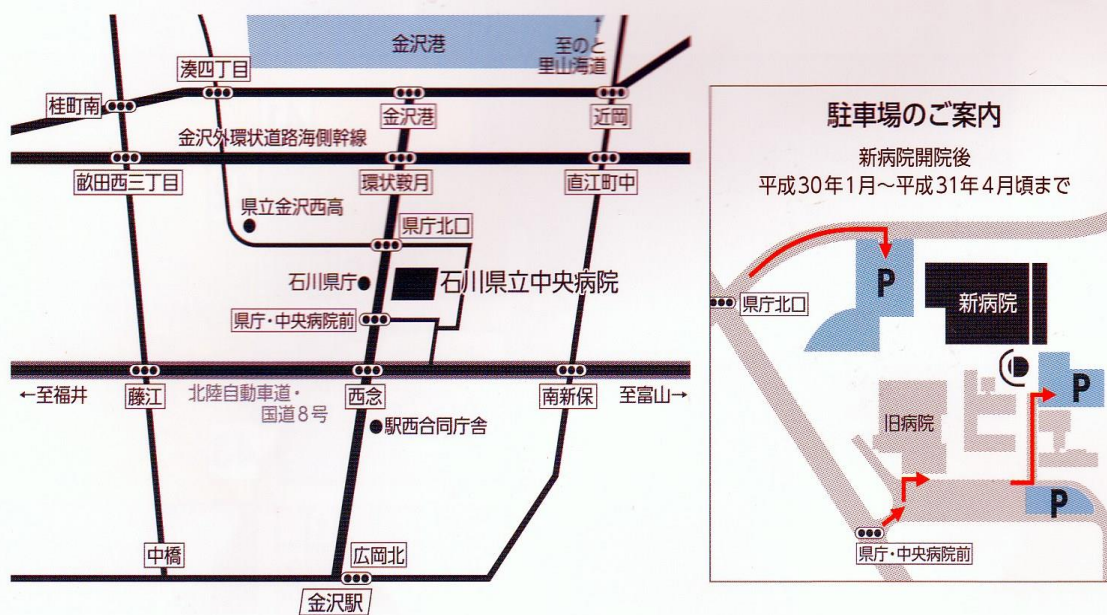 金沢港
↑
至のと
里山海道
湊四丁目
桂町南
金沢港
近岡
金沢外環状道路海側幹線
畝田西三丁目
環状鞍月
直江町中
県立金沢西高
県庁北口
石川県庁
石川県立中央病院
県庁・中央病院前
←至福井
藤江
北陸自動車道・
国道8号
西念
南新保
至富山→
駅西合同庁舎
中橋
広岡北
金沢駅
駐車場のご案内
新病院開院後
平成30年1月～平成31年4月頃まで
P
県庁北口
新病院
P
旧病院
P
県庁・中央病院前